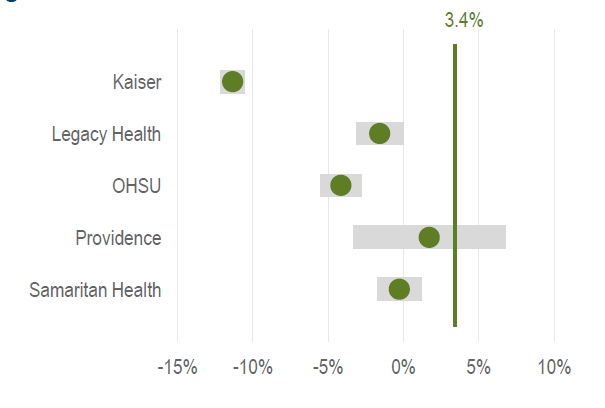 3.4%
Kaiser
Legacy Health
OHSU
Providence
Samaritan Health
-15% -10% -5% 0% 5% 10%